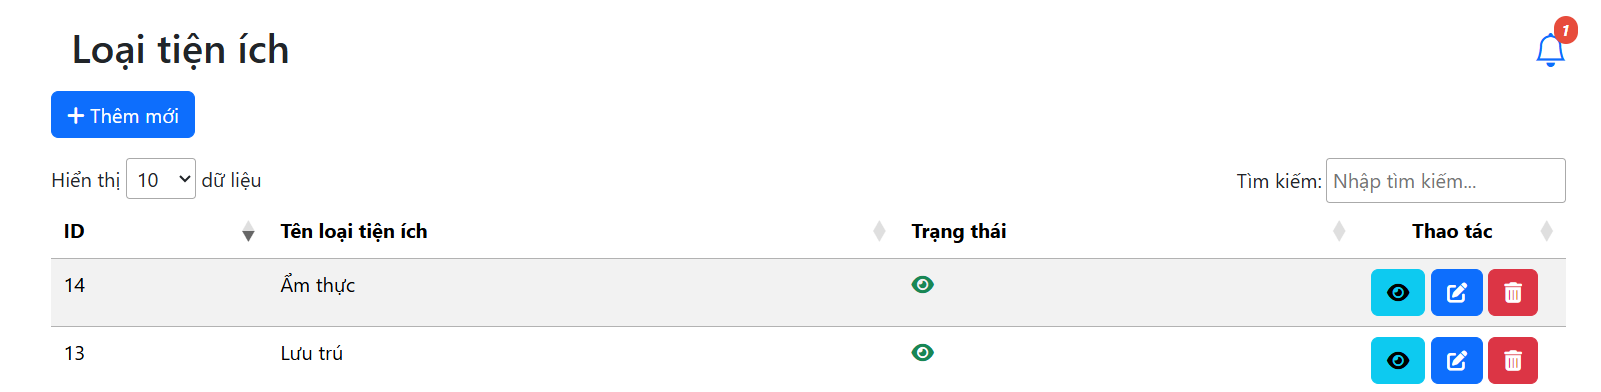 Loại tiện ích
1
Thêm mới
Hiển thị 10 dữ liệu
Tìm kiếm: Nhập tìm kiếm...
ID Tên loại tiện ích Trạng thái Thao tác
14 Ẩm thực
13 Lưu trú